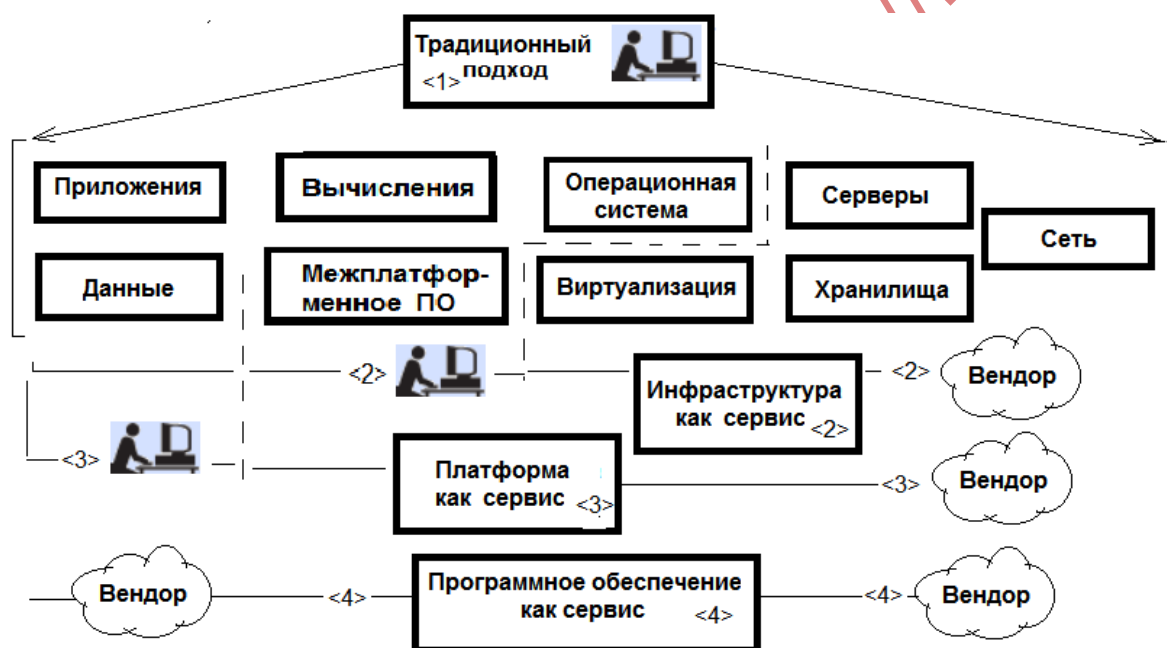 Традиционный
подход
<1>
Приложения
Вычисления
Операционная
система
Серверы
Сеть
Данные
Межплатфор-
менное ПО
Виртуализация
Хранилища
<2>
Инфраструктура
как сервис
<2>
<2>
Вендор
<3>
Платформа
как сервис
<3>
<3>
Вендор
Вендор
<4>
Программное обеспечение
как сервис
<4>
<4>
Вендор